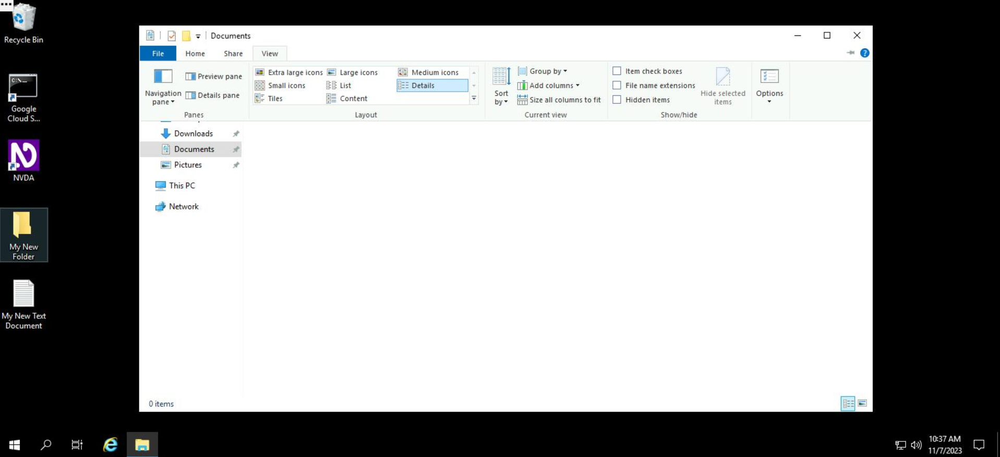 Recycle Bin
Google
Cloud S...
NVDA
My New
Folder
My New Text
Document
Documents
File
Home
Share
View
Navigation
pane
Preview pane
Details pane
Panes
Extra large icons
Large icons
Medium icons
Small icons
List
Details
Tiles
Content
Layout
Sort
by
Group by
Add columns
Size all columns to fit
Current view
Item check boxes
File name extensions
Hidden items
Hide selected
items
Show/hide
Options
Downloads
Documents
Pictures
This PC
Network
0 items
10:37 AM
11/7/2023